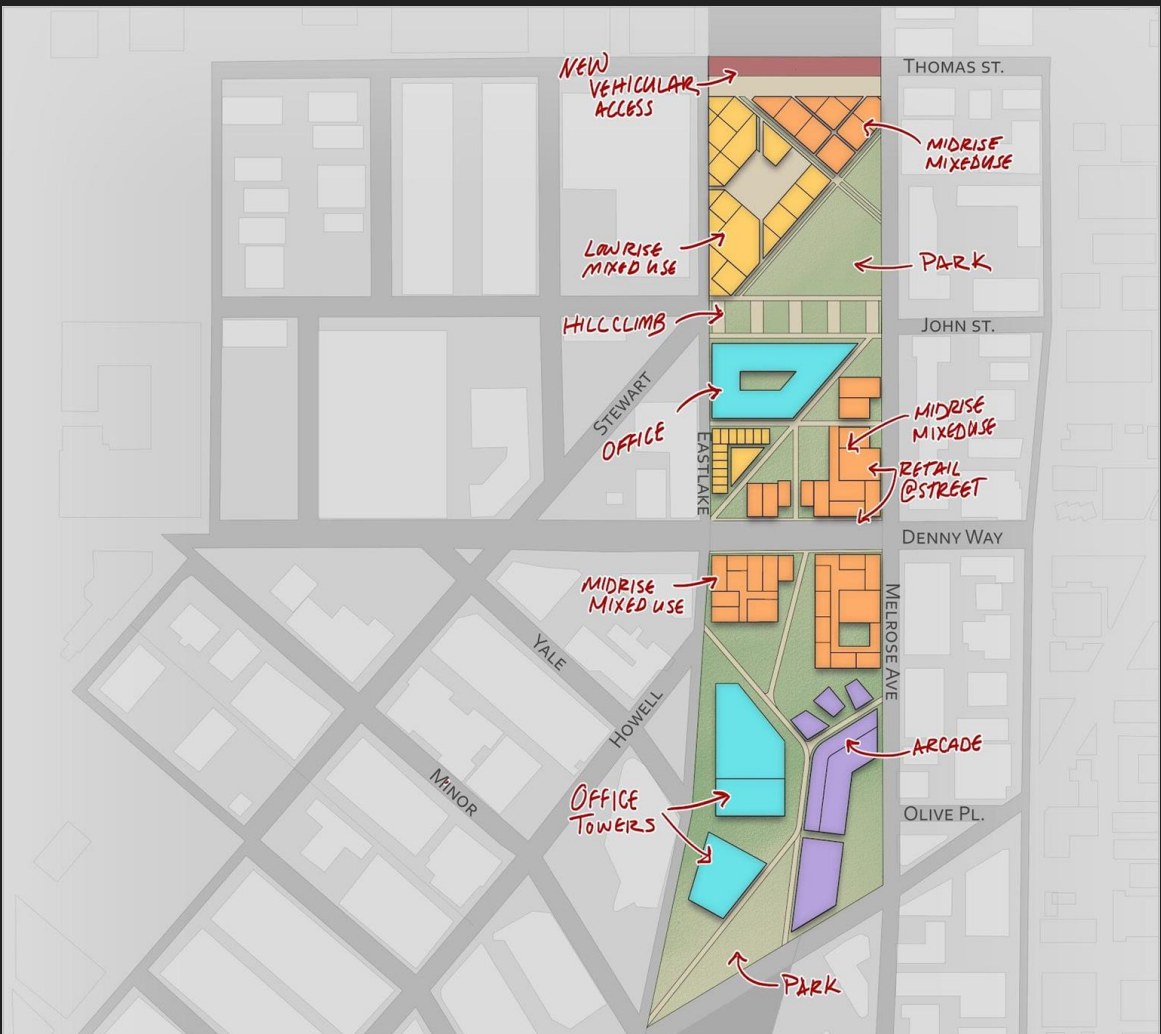 THOMAS ST.
NEW
VEHICULAR
ACCESS
MIDRISE
MIXEDUSE
LOWRISE
MIXED USE
PARK
HILLCLIMB
JOHN ST.
STEWART
OFFICE
EASTLAKE
MIDRISE
MIXEDUSE
RETAIL
@STREET
DENNY WAY
MIDRISE
MIXED USE
MELROSE AVE
YALE
HOWELL
ARCADE
MINOR
OFFICE
TOWERS
OLIVE PL.
PARK